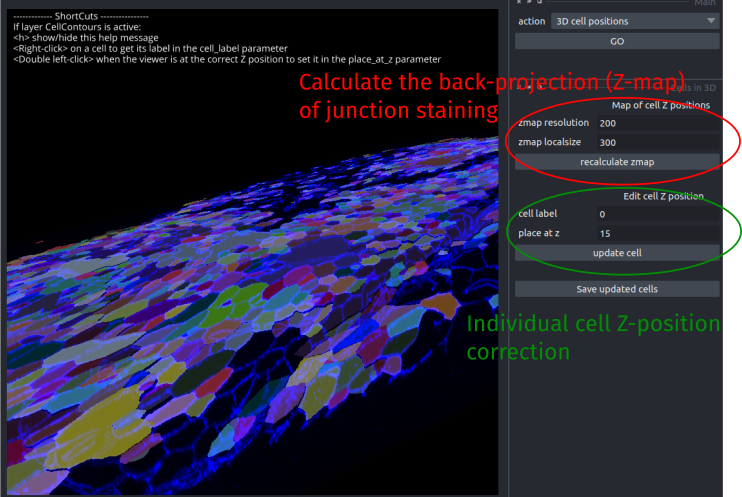 ------------- ShortCuts ---------------
If layer CellContours is active:
<h> show/hide this help message
<Right-click> on a cell to get its label in the cell_label parameter
<Double left-click> when the viewer is at the correct Z position to set it in the place_at_z parameter
Main
action 3D cell positions
GO
Calculate the back-projection (Z-map)
of junction staining
Cells in 3D
Map of cell Z positions
zmap resolution 200
zmap localsize 300
recalculate zmap
Edit cell Z position
cell label 0
place at z 15
update cell
Save updated cells
Individual cell Z-position
correction